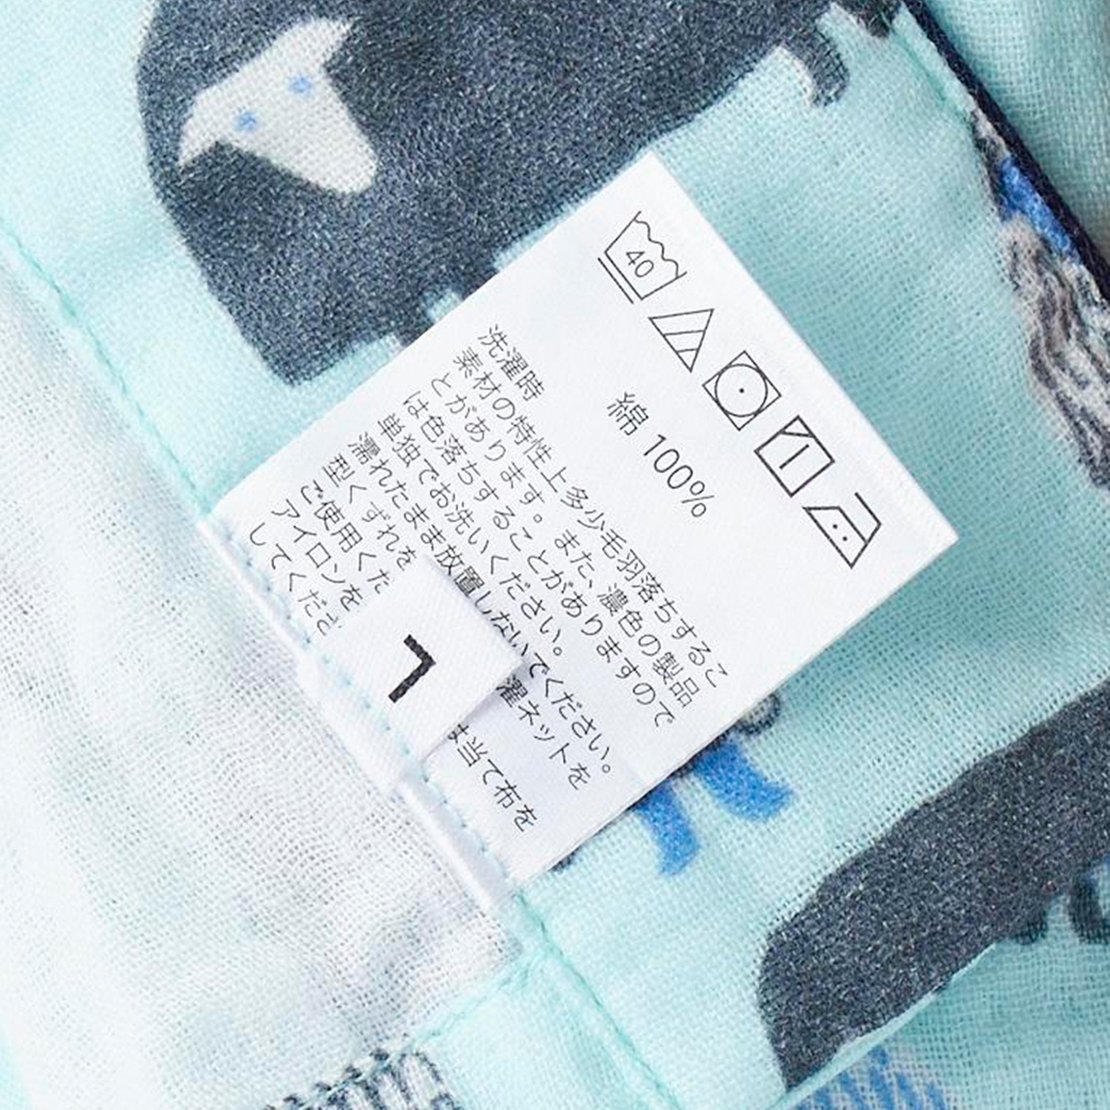 40
綿 100%
洗濯時
素材の特性上多少毛羽落ちするこ
とがあります。また、濃色の製品
は色落ちすることがありますので
単独でお洗いください。
濡れたまま放置しないでください。
型くずれを 濯ネットを
ご使用くだ
アイロンを す当て布を
してくださ
L